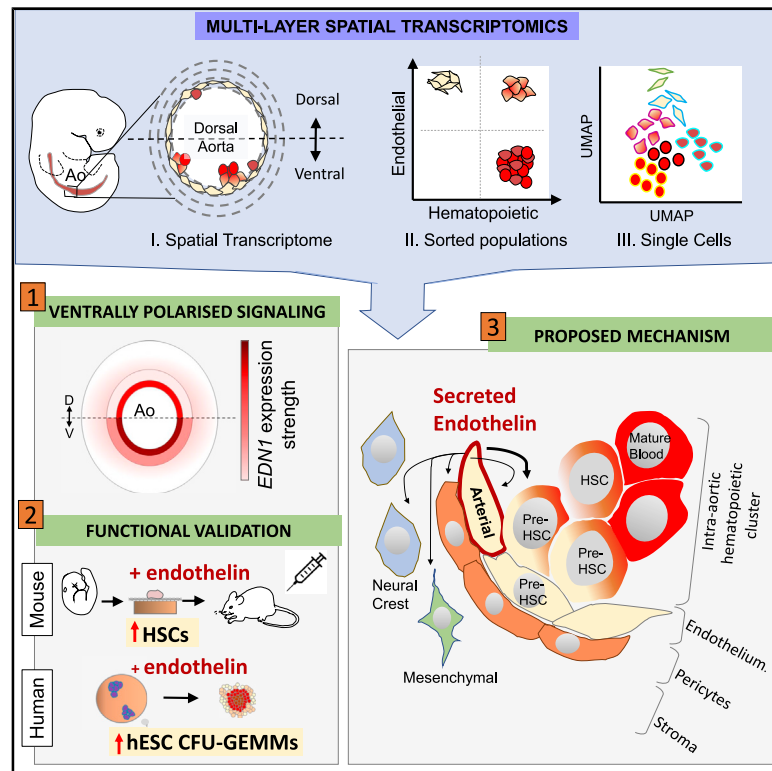 MULTI-LAYER SPATIAL TRANSCRIPTOMICS
Ao
Dorsal
Aorta
Dorsal
Ventral
I. Spatial Transcriptome
Endothelial
Hematopoietic
II. Sorted populations
UMAP
UMAP
III. Single Cells
1
VENTRALLY POLARISED SIGNALING
D
V
Ao
EDN1 expression
strength
2
FUNCTIONAL VALIDATION
Mouse
+ endothelin
HSCs
Human
+ endothelin
hESC CFU-GEMMs
3
PROPOSED MECHANISM
Secreted
Endothelin
Arterial
Mature
Blood
HSC
Pre-
HSC
Pre-
HSC
Pre-
HSC
Neural
Crest
Mesenchymal
Intra-aortic
hematopoietic
cluster
Endothelium.
Pericytes
Stroma